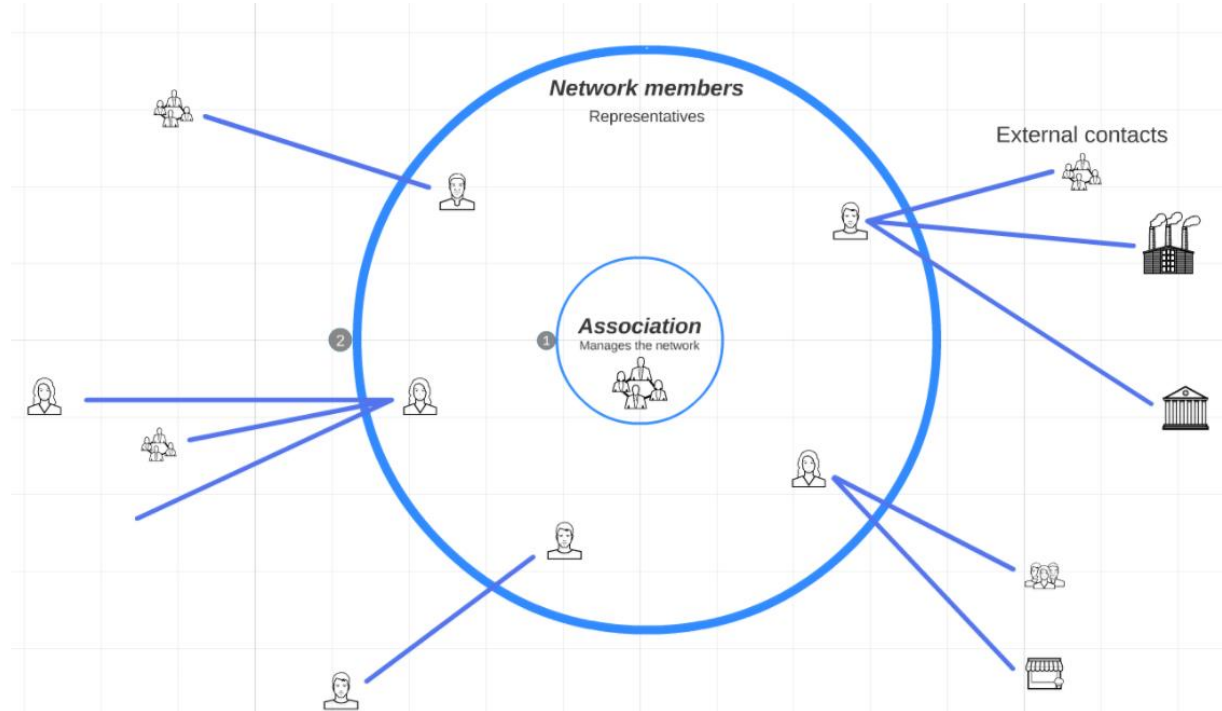 Network members
Representatives
External contacts
2
1
Association
Manages the network